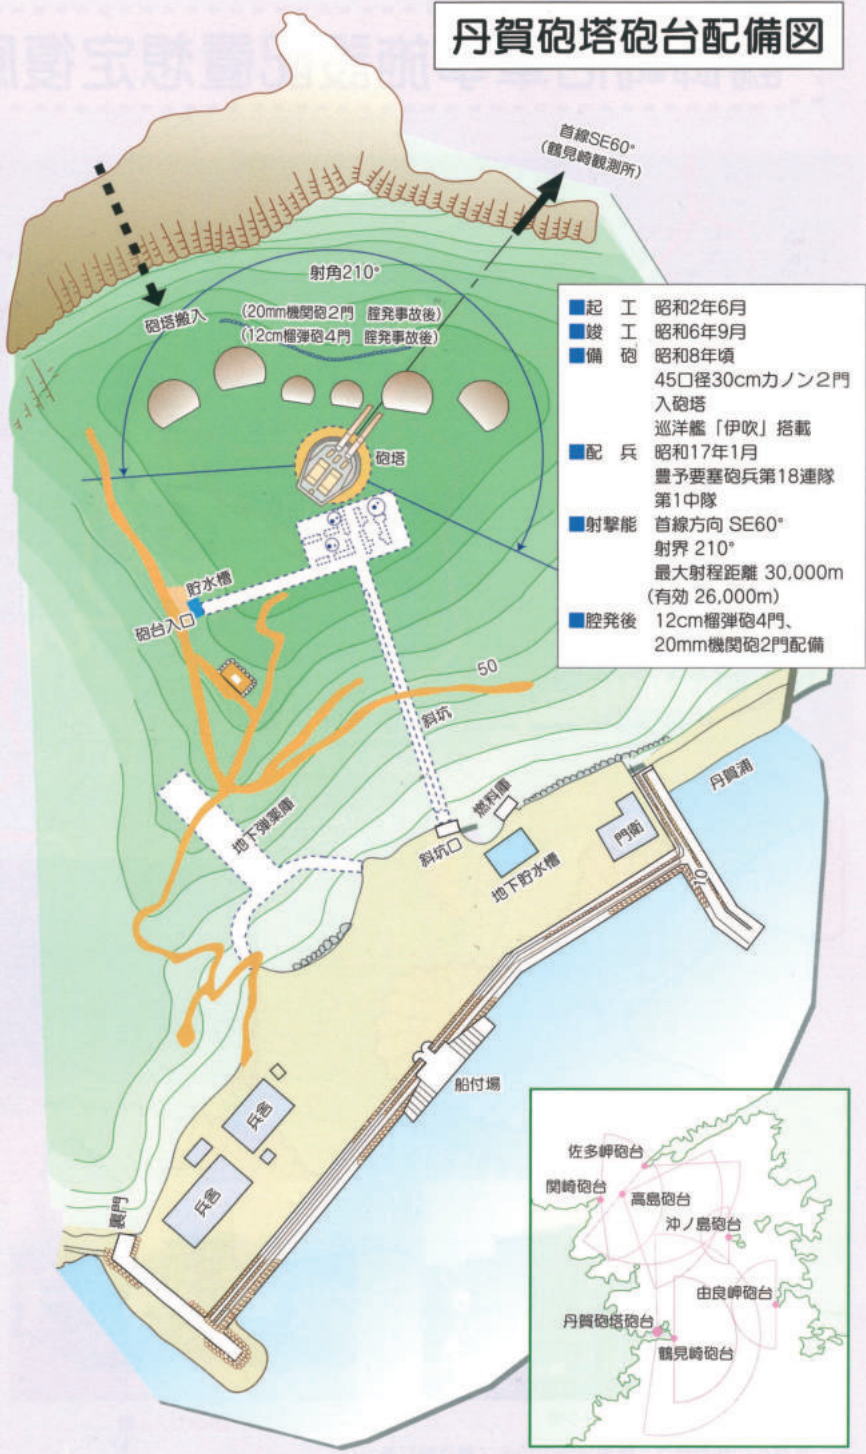 丹賀砲塔砲台配備図
首線SE60°
(鶴見崎観測所)
射角210°
砲塔搬入
(20mm機関砲2門 腟発事故後)
(12cm榴弾砲4門 腟発事故後)
砲塔
■起 工 昭和2年6月
■竣 工 昭和6年9月
■備 砲 昭和8年頃
45口径30cmカノン2門
入砲塔
巡洋艦「伊吹」搭載
■配 兵 昭和17年1月
豊予要塞砲兵第18連隊
第1中隊
■射撃能 首線方向 SE60°
射界 210°
最大射程距離 30,000m
(有効 26,000m)
■腟発後 12cm榴弾砲4門、
20mm機関砲2門配備
貯水槽
砲台入口
50
斜坑
地下弾薬庫
燃料庫
斜坑口
地下貯水槽
門衛
丹賀浦
船付場
兵舎
兵舎
裏門
佐多岬砲台
関崎砲台
高島砲台
沖ノ島砲台
由良岬砲台
丹賀砲塔砲台
鶴見崎砲台